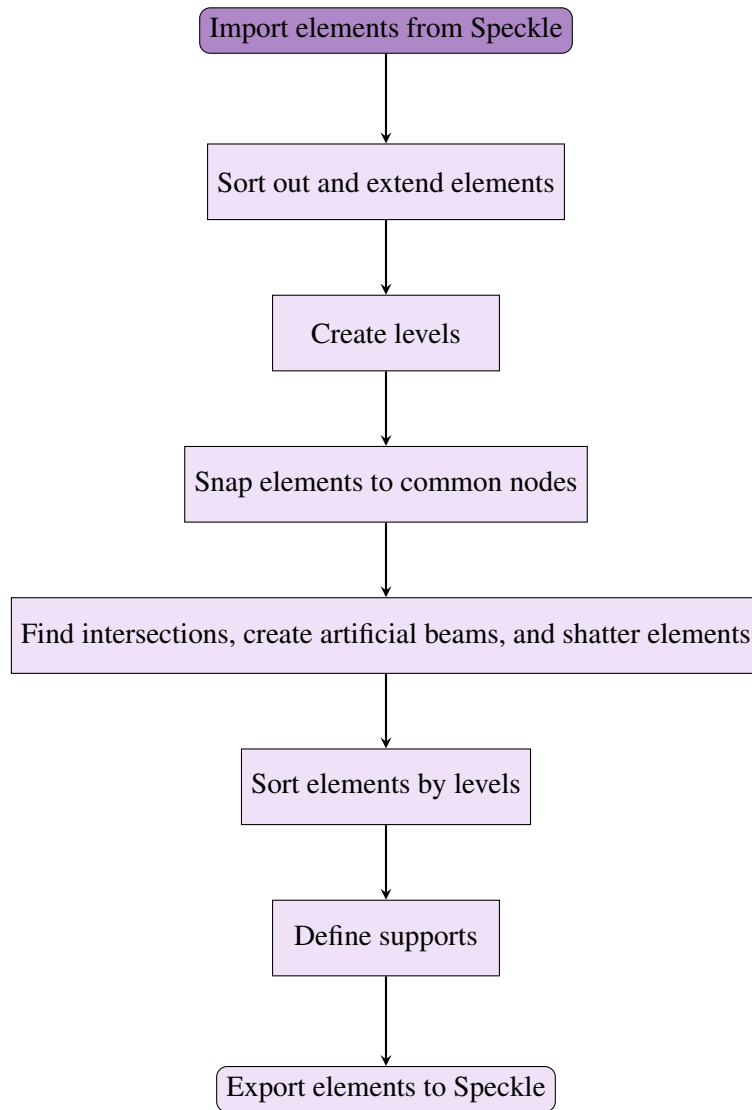 Import elements from Speckle
Sort out and extend elements
Create levels
Snap elements to common nodes
Find intersections, create artificial beams, and shatter elements
Sort elements by levels
Define supports
Export elements to Speckle